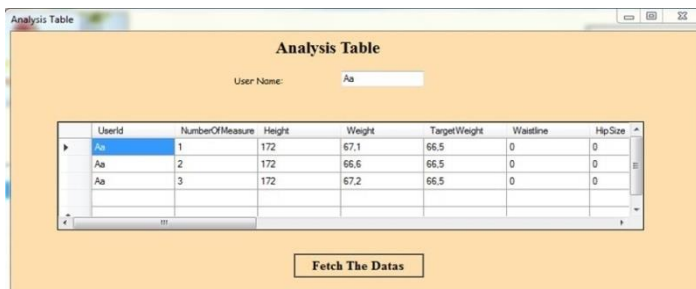 Analysis Table
Analysis Table
User Name: Aa
UserId NumberOfMeasure Height Weight TargetWeight Waistline HipSize
Aa 1 172 67,1 66,5 0 0
Aa 2 172 66,6 66,5 0 0
Aa 3 172 67,2 66,5 0 0
Fetch The Datas